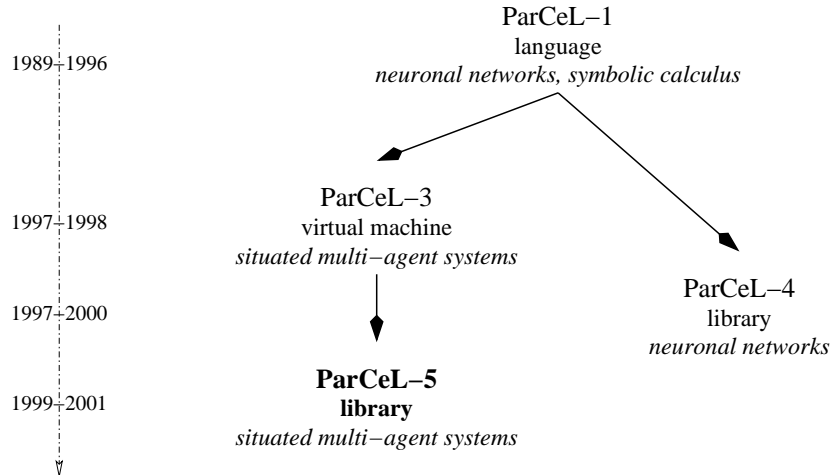 ParCeL−1
language
neuronal networks, symbolic calculus
1989−1996
ParCeL−3
virtual machine
situated multi−agent systems
1997−1998
ParCeL−4
library
neuronal networks
1997−2000
ParCeL−5
library
situated multi−agent systems
1999−2001